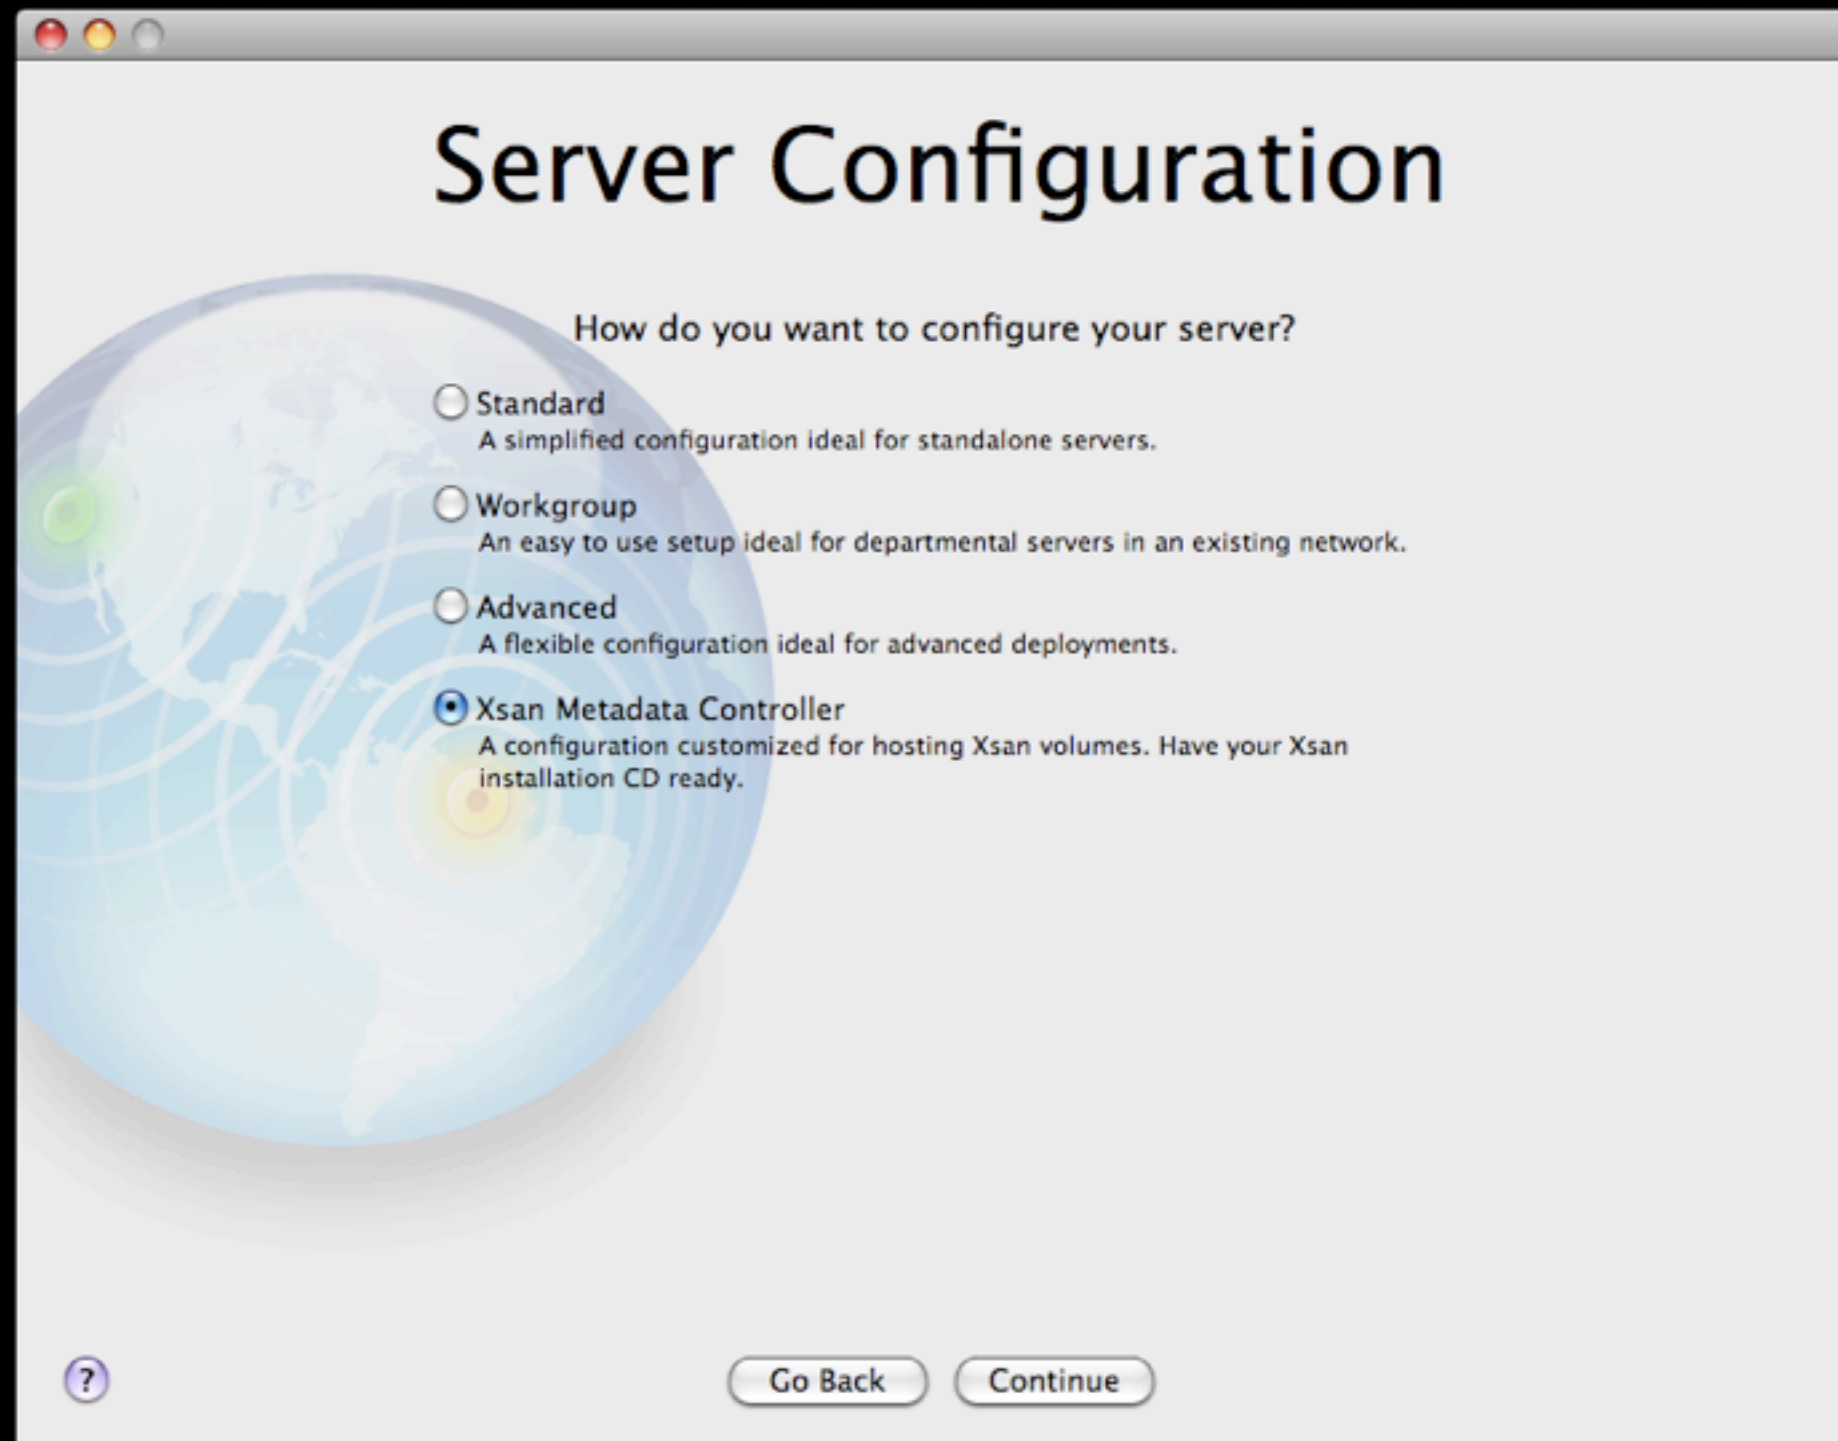 Server Configuration
How do you want to configure your server?
Standard
A simplified configuration ideal for standalone servers.
Workgroup
An easy to use setup ideal for departmental servers in an existing network.
Advanced
A flexible configuration ideal for advanced deployments.
Xsan Metadata Controller
A configuration customized for hosting Xsan volumes. Have your Xsan
installation CD ready.
?
Go Back
Continue